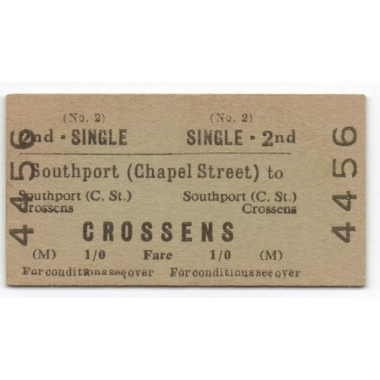 (No. 2) (No. 2)
2nd - SINGLE SINGLE - 2nd
Southport (Chapel Street) to
Southport (C. St.) Southport (C. St.)
Crossens Crossens
CROSSENS
(M) 1/0 Fare 1/0 (M)
For conditions see over For conditions see over
4456
4456